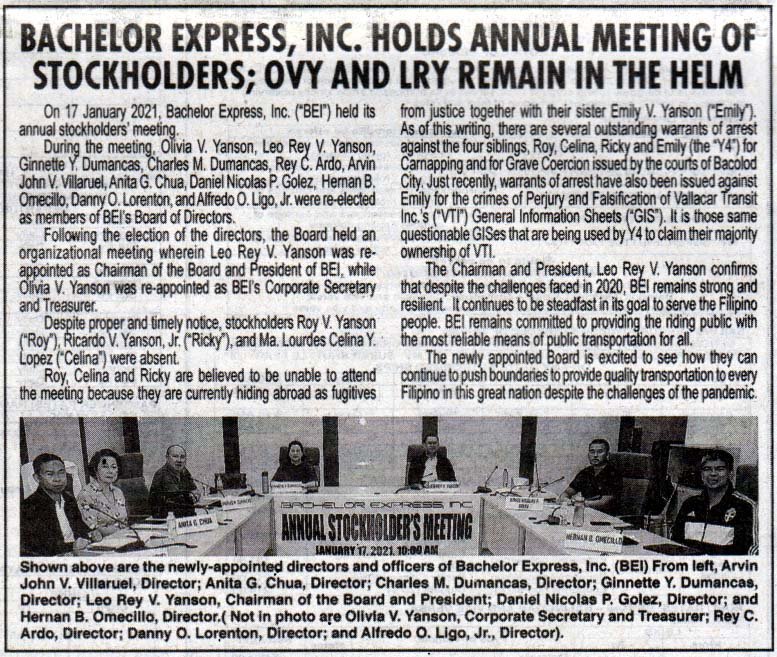 BACHELOR EXPRESS, INC. HOLDS ANNUAL MEETING OF
STOCKHOLDERS; OVY AND LRY REMAIN IN THE HELM
On 17 January 2021, Bachelor Express, Inc. ("BEI") held its
annual stockholders' meeting.
During the meeting, Olivia V. Yanson, Leo Rey V. Yanson,
Ginnette Y. Dumancas, Charles M. Dumancas, Rey C. Ardo, Arvin
John V. Villaruel, Anita G. Chua, Daniel Nicolas P. Golez, Hernan B.
Omecillo, Danny O. Lorenton, and Alfredo O. Ligo, Jr. were re-elected
as members of BEI's Board of Directors.
Following the election of the directors, the Board held an
organizational meeting wherein Leo Rey V. Yanson was re-
appointed as Chairman of the Board and President of BEI, while
Olivia V. Yanson was re-appointed as BEI's Corporate Secretary
and Treasurer.
Despite proper and timely notice, stockholders Roy V. Yanson
("Roy"), Ricardo V. Yanson, Jr. ("Ricky"), and Ma. Lourdes Celina Y.
Lopez ("Celina") were absent.
Roy, Celina and Ricky are believed to be unable to attend
the meeting because they are currently hiding abroad as fugitives
from justice together with their sister Emily V. Yanson ("Emily").
As of this writing, there are several outstanding warrants of arrest
against the four siblings, Roy, Celina, Ricky and Emily (the "Y4") for
Carnapping and for Grave Coercion issued by the courts of Bacolod
City. Just recently, warrants of arrest have also been issued against
Emily for the crimes of Perjury and Falsification of Vallacar Transit
Inc.'s ("VTI") General Information Sheets ("GIS"). It is those same
questionable GISes that are being used by Y4 to claim their majority
ownership of VTI.
The Chairman and President, Leo Rey V. Yanson confirms
that despite the challenges faced in 2020, BEI remains strong and
resilient. It continues to be steadfast in its goal to serve the Filipino
people. BEI remains committed to providing the riding public with
the most reliable means of public transportation for all.
The newly appointed Board is excited to see how they can
continue to push boundaries to provide quality transportation to every
Filipino in this great nation despite the challenges of the pandemic.
ANITA G. CHUA
HERNAN B. OMECILLO
BACHELOR EXPRESS, INC
ANNUAL STOCKHOLDER'S MEETING
JANUARY 17, 2021, 10:00 AM
Shown above are the newly-appointed directors and officers of Bachelor Express, Inc. (BEI) From left, Arvin
John V. Villaruel, Director; Anita G. Chua, Director; Charles M. Dumancas, Director; Ginnette Y. Dumancas,
Director; Leo Rey V. Yanson, Chairman of the Board and President; Daniel Nicolas P. Golez, Director; and
Hernan B. Omecillo, Director.( Not in photo are Olivia V. Yanson, Corporate Secretary and Treasurer; Rey C.
Ardo, Director; Danny O. Lorenton, Director; and Alfredo O. Ligo, Jr., Director).